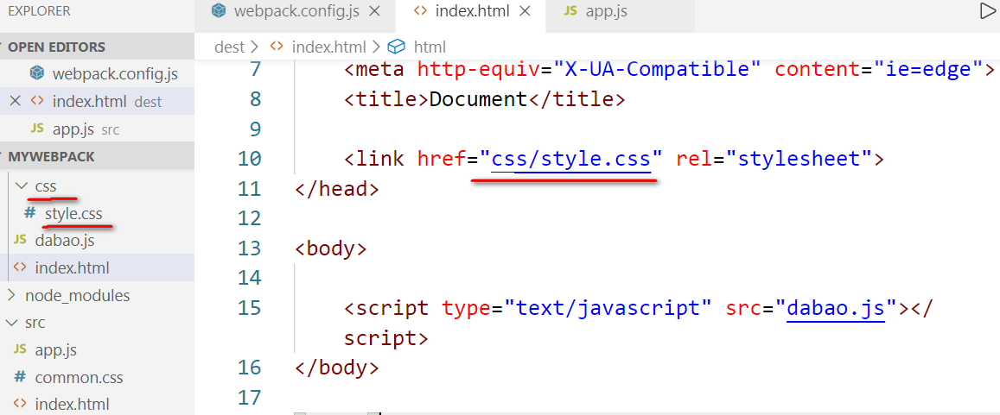 EXPLORER
OPEN EDITORS
webpack.config.js
index.html dest
JS app.js src
MYWEBPACK
css
# style.css
JS dabao.js
index.html
node_modules
src
JS app.js
# common.css
index.html
webpack.config.js
index.html
JS app.js
dest > index.html > html
7 <meta http-equiv="X-UA-Compatible" content="ie=edge">
8 <title>Document</title>
9
10 <link href="css/style.css" rel="stylesheet">
11 </head>
12
13 <body>
14
15 <script type="text/javascript" src="dabao.js"></
script>
16 </body>
17